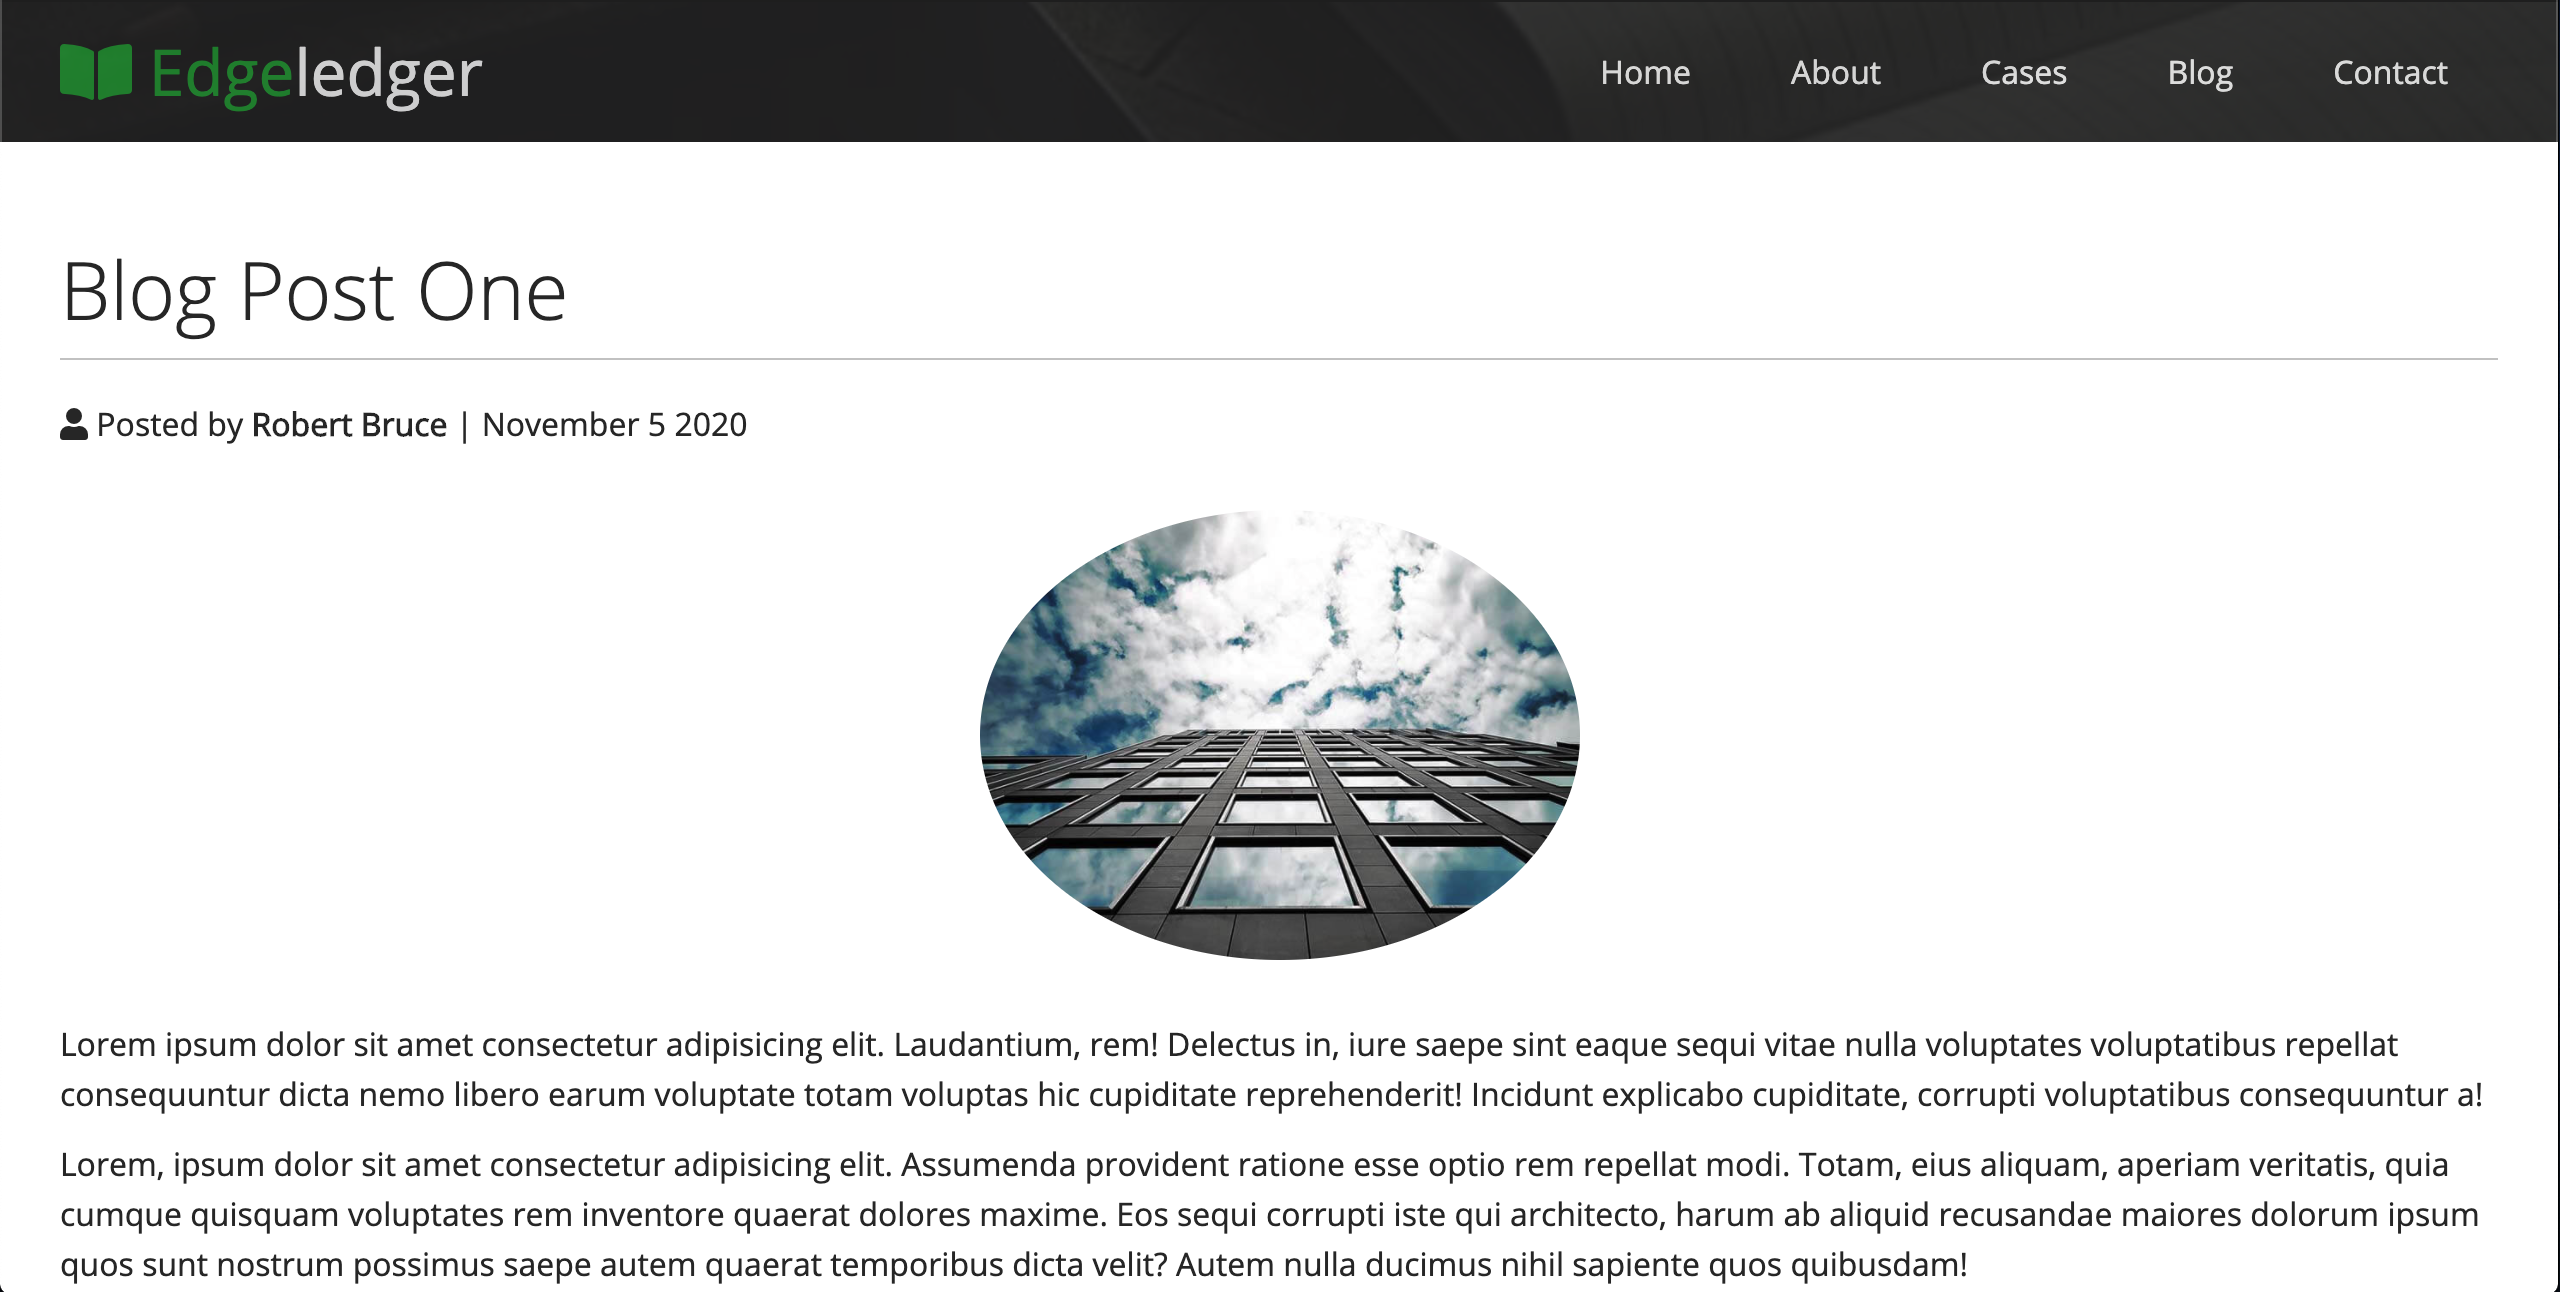 Edgeledger
Home About Cases Blog Contact
Blog Post One
Posted by Robert Bruce | November 5 2020
Lorem ipsum dolor sit amet consectetur adipisicing elit. Laudantium, rem! Delectus in, iure saepe sint eaque sequi vitae nulla voluptates voluptatibus repellat
consequuntur dicta nemo libero earum voluptate totam voluptas hic cupiditate reprehenderit! Incidunt explicabo cupiditate, corrupti voluptatibus consequuntur a!
Lorem, ipsum dolor sit amet consectetur adipisicing elit. Assumenda provident ratione esse optio rem repellat modi. Totam, eius aliquam, aperiam veritatis, quia
cumque quisquam voluptates rem inventore quaerat dolores maxime. Eos sequi corrupti iste qui architecto, harum ab aliquid recusandae maiores dolorum ipsum
quos sunt nostrum possimus saepe autem quaerat temporibus dicta velit? Autem nulla ducimus nihil sapiente quos quibusdam!